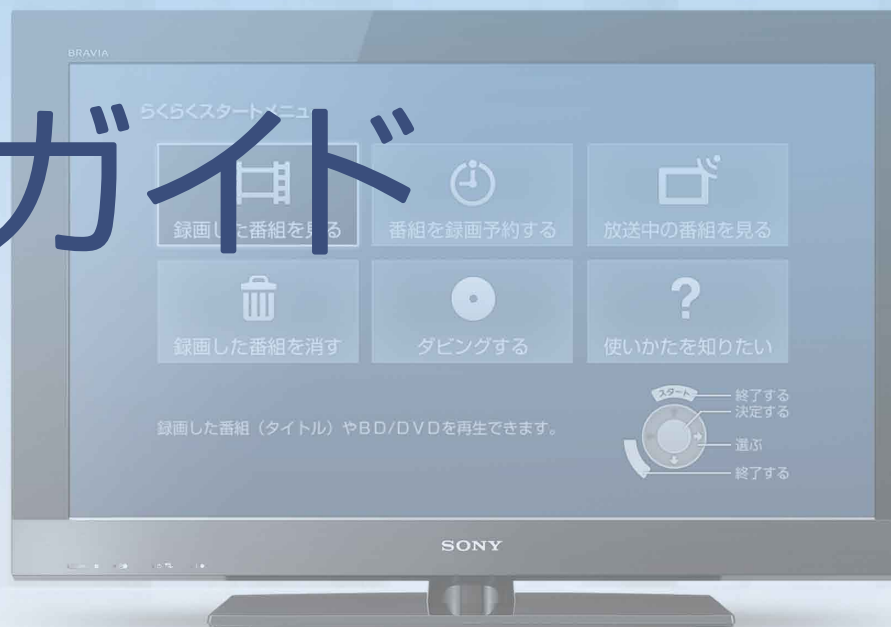 BRAVIA
ガイド
らくらくスタートメニュー
録画した番組を見る
番組を録画予約する
放送中の番組を見る
録画した番組を消す
ダビングする
使いかたを知りたい
録画した番組(タイトル)やBD/DVDを再生できます。
スタート
終了する
決定する
選ぶ
終了する
SONY